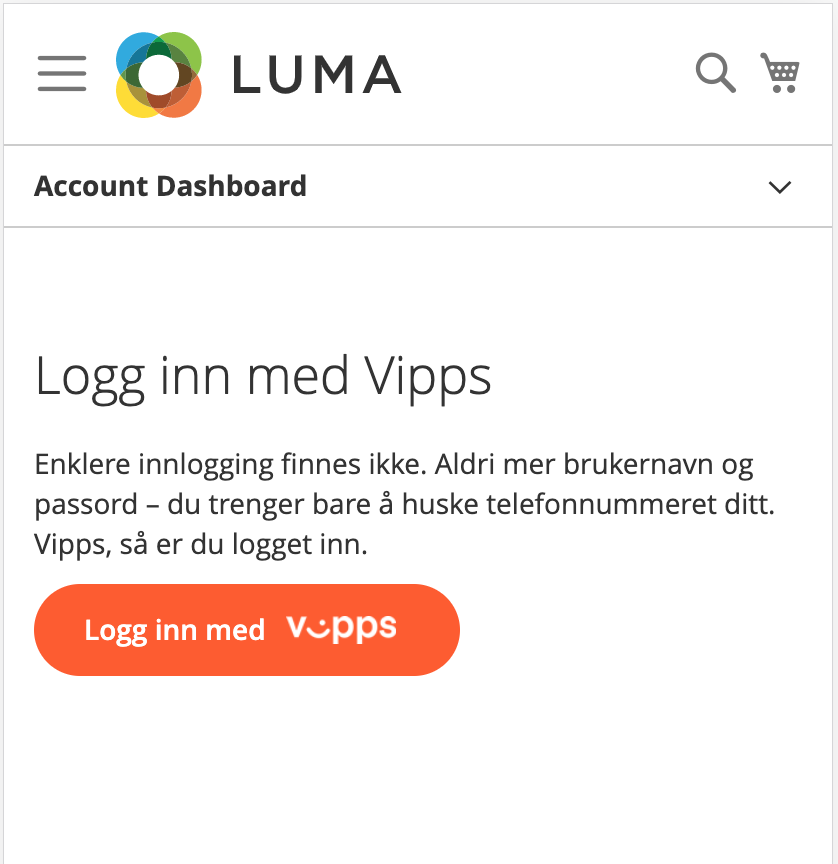 LUMA
Account Dashboard
Logg inn med Vipps
Enklere innlogging finnes ikke. Aldri mer brukernavn og
passord – du trenger bare å huske telefonnummeret ditt.
Vipps, så er du logget inn.
Logg inn med vipps